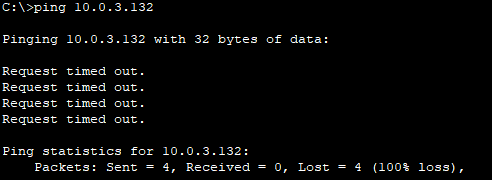 C:\>ping 10.0.3.132
Pinging 10.0.3.132 with 32 bytes of data:
Request timed out.
Request timed out.
Request timed out.
Request timed out.
Ping statistics for 10.0.3.132:
Packets: Sent = 4, Received = 0, Lost = 4 (100% loss),